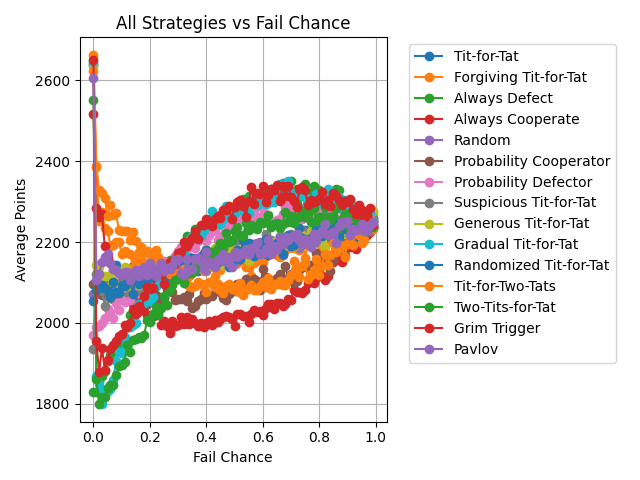 All Strategies vs Fail Chance
Average Points
2600
2400
2200
2000
1800
0.0 0.2 0.4 0.6 0.8 1.0
Fail Chance
Tit-for-Tat
Forgiving Tit-for-Tat
Always Defect
Always Cooperate
Random
Probability Cooperator
Probability Defector
Suspicious Tit-for-Tat
Generous Tit-for-Tat
Gradual Tit-for-Tat
Randomized Tit-for-Tat
Tit-for-Two-Tats
Two-Tits-for-Tat
Grim Trigger
Pavlov